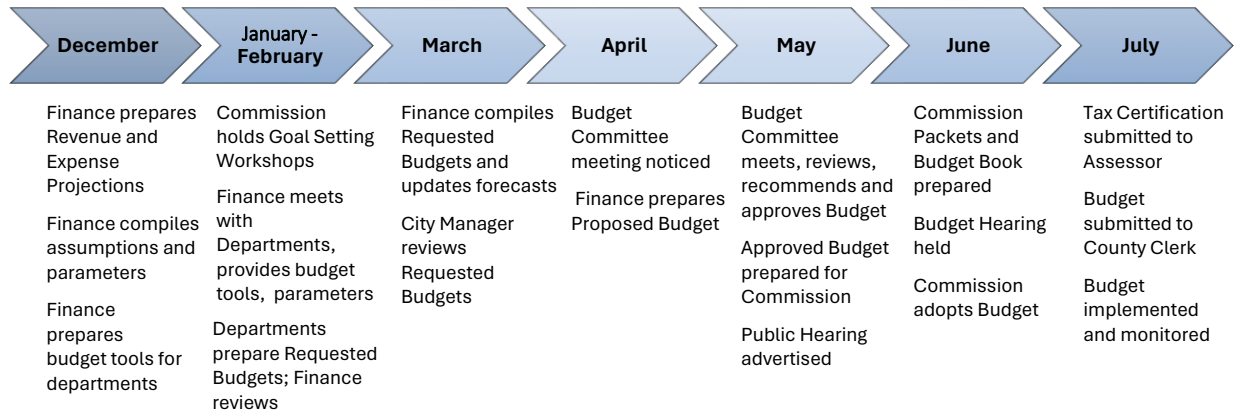 December
January -
February
March
April
May
June
July
Finance prepares
Revenue and
Expense
Projections
Finance compiles
assumptions and
parameters
Finance
prepares
budget tools for
departments
Commission
holds Goal Setting
Workshops
Finance meets
with
Departments,
provides budget
tools, parameters
Departments
prepare Requested
Budgets; Finance
reviews
Finance compiles
Requested
Budgets and
updates forecasts
City Manager
reviews
Requested
Budgets
Budget
Committee
meeting noticed
Finance prepares
Proposed Budget
Budget
Committee
meets, reviews,
recommends and
approves Budget
Approved Budget
prepared for
Commission
Public Hearing
advertised
Commission
Packets and
Budget Book
prepared
Budget Hearing
held
Commission
adopts Budget
Tax Certification
submitted to
Assessor
Budget
submitted to
County Clerk
Budget
implemented
and monitored